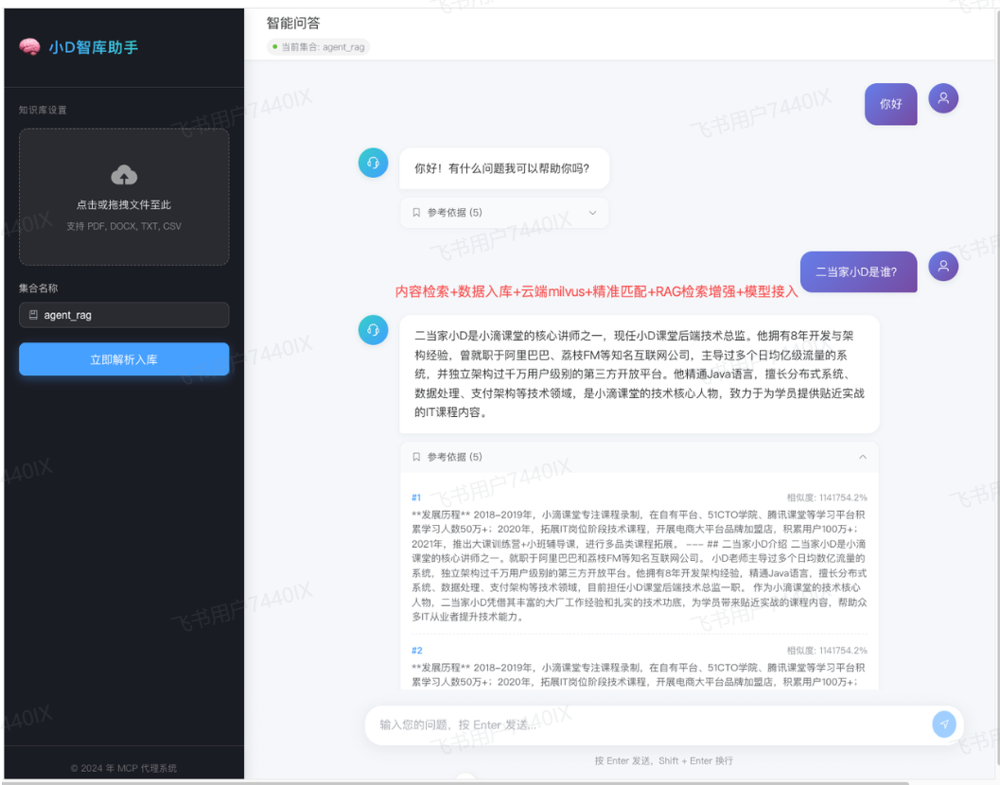 小D智库助手
知识库设置
点击或拖拽文件至此
支持 PDF, DOCX, TXT, CSV
集合名称
agent_rag
立即解析入库
© 2024 年 MCP 代理系统
智能问答
当前集合: agent_rag
你好
你好！有什么问题我可以帮助你吗?
参考依据 (5)
二当家小D是谁?
内容检索+数据入库+云端milvus+精准匹配+RAG检索增强+模型接入
二当家小D是小滴课堂的核心讲师之一，现任小D课堂后端技术总监。他拥有8年开发与架
构经验，曾就职于阿里巴巴、荔枝FM等知名互联网公司，主导过多个日均亿级流量的系
统，并独立架构过千万用户级别的第三方开放平台。他精通Java语言，擅长分布式系统、
数据处理、支付架构等技术领域，是小滴课堂的技术核心人物，致力于为学员提供贴近实战
的IT课程内容。
参考依据 (5)
#1 相似度: 1141754.2%
**发展历程** 2018-2019年，小滴课堂专注课程录制，在自有平台、51CTO学院、腾讯课堂等学习平台积
累学习人数50万+；2020年，拓展IT岗位阶段技术课程，开展电商大平台品牌加盟店，积累用户100万+；
2021年，推出大课训练营+小班辅导课，进行多品类课程拓展。 --- ## 二当家小D介绍 二当家小D是小滴
课堂的核心讲师之一。就职于阿里巴巴和荔枝FM等知名互联网公司。 小D老师主导过多个日均数亿流量的
系统，独立架构过千万用户级别的第三方开放平台。他拥有8年开发架构经验，精通Java语言，擅长分布式
系统、数据处理、支付架构等技术领域，目前担任小D课堂后端技术总监一职。 作为小滴课堂的技术核心
人物，二当家小D凭借其丰富的大厂工作经验和扎实的技术功底，为学员带来贴近实战的课程内容，帮助众
多IT从业者提升技术能力。
#2 相似度: 1141754.2%
**发展历程** 2018-2019年，小滴课堂专注课程录制，在自有平台、51CTO学院、腾讯课堂等学习平台积
累学习人数50万+；2020年，拓展IT岗位阶段技术课程，开展电商大平台品牌加盟店，积累用户100万+；
输入您的问题，按 Enter 发送...
按 Enter 发送，Shift + Enter 换行
飞书用户7440IX